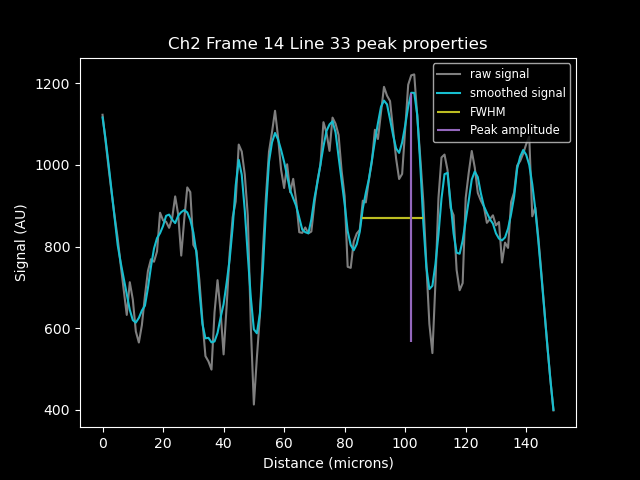 Ch2 Frame 14 Line 33 peak properties
raw signal
smoothed signal
FWHM
Peak amplitude
Signal (AU)
1200
1000
800
600
400
0 20 40 60 80 100 120 140
Distance (microns)